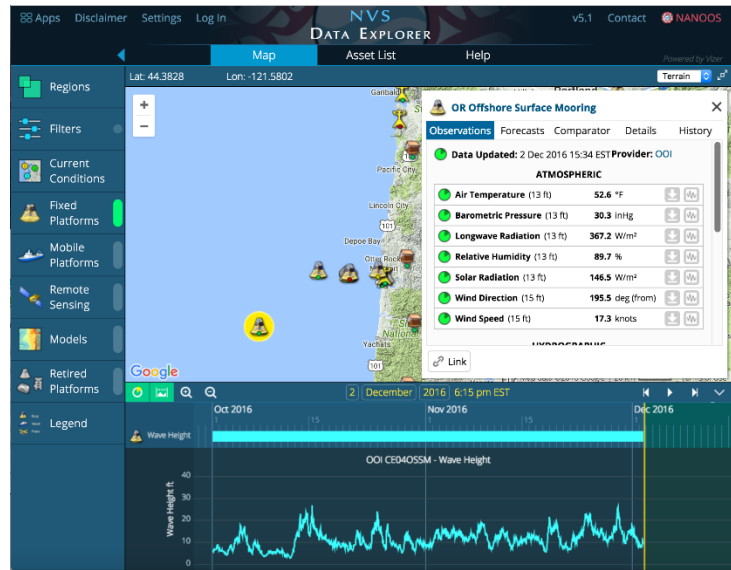 Apps Disclaimer Settings Log In
NVS
DATA EXPLORER
v5.1 Contact NANOOS
Map Asset List Help
Powered by Vizer
Lat: 44.3828 Lon: -121.5802
Terrain
Regions
Filters
Current
Conditions
Fixed
Platforms
Mobile
Platforms
Remote
Sensing
Models
Retired
Platforms
Legend
+
−
Garibal
Pacific City
Lincoln City
101
Depoe Bay
Otter Rock
Yachats
National
101
Google
OR Offshore Surface Mooring
Observations Forecasts Comparator Details History
Data Updated: 2 Dec 2016 15:34 EST Provider: OOI
ATMOSPHERIC
Air Temperature (13 ft) 52.6 °F
Barometric Pressure (13 ft) 30.3 inHg
Longwave Radiation (13 ft) 367.2 W/m²
Relative Humidity (13 ft) 89.7 %
Solar Radiation (13 ft) 146.5 W/m²
Wind Direction (15 ft) 195.5 deg (from)
Wind Speed (15 ft) 17.3 knots
HYDROGRAPHIC
Link
2 December 2016 6:15 pm EST
Oct 2016 Nov 2016 Dec 2016
1 15 1 15 1
Wave Height
OOI CE04OSSM - Wave Height
Wave Height ft
40
30
20
10
0